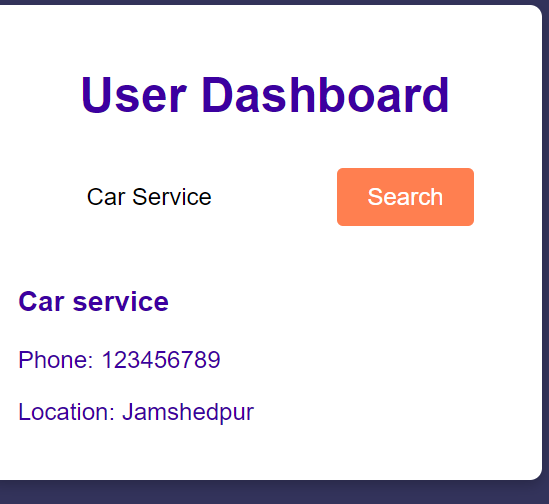 User Dashboard
Car Service Search
Car service
Phone: 123456789
Location: Jamshedpur